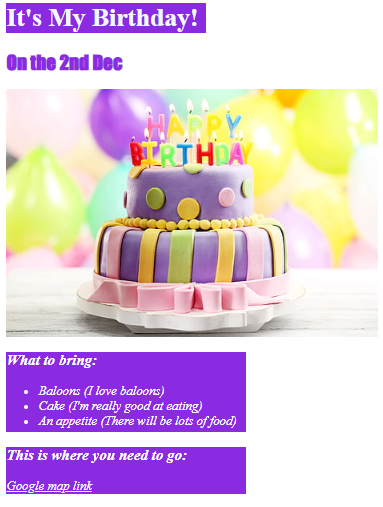 It's My Birthday!
On the 2nd Dec
HAPPY
BIRTHDAY
What to bring:
Baloons (I love baloons)
Cake (I'm really good at eating)
An appetite (There will be lots of food)
This is where you need to go:
Google map link